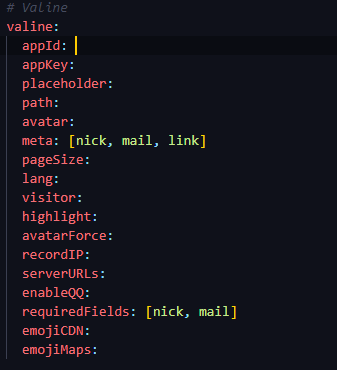 # Valine
valine:
  appId:
  appKey:
  placeholder:
  path:
  avatar:
  meta: [nick, mail, link]
  pageSize:
  lang:
  visitor:
  highlight:
  avatarForce:
  recordIP:
  serverURLs:
  enableQQ:
  requiredFields: [nick, mail]
  emojiCDN:
  emojiMaps: